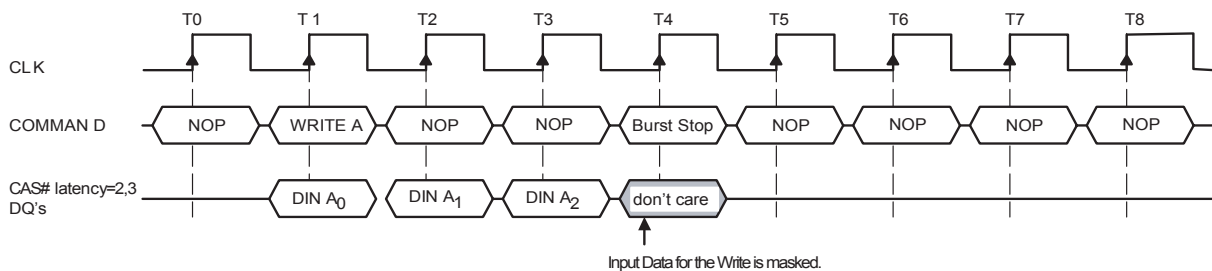 T0 T 1 T2 T3 T4 T5 T6 T7 T8
CLK
COMMAN D NOP WRITE A NOP NOP Burst Stop NOP NOP NOP NOP
CAS# latency=2,3
DQ's DIN A0 DIN A1 DIN A2 don't care
Input Data for the Write is masked.